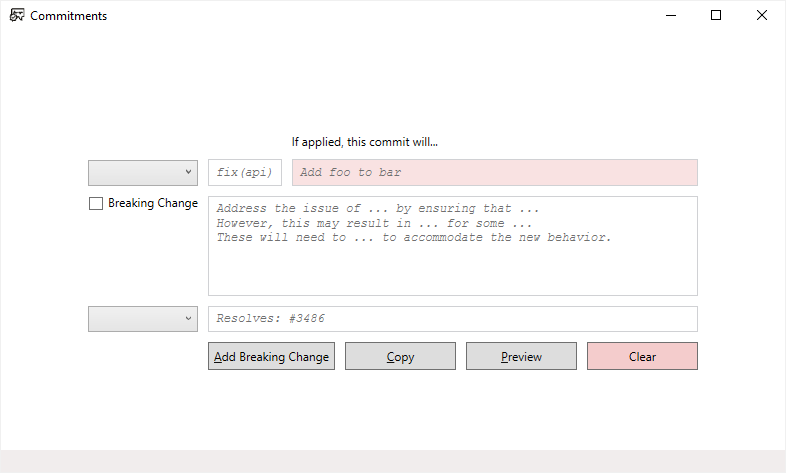 Commitments
If applied, this commit will...
fix(api)
Add foo to bar
Breaking Change
Address the issue of ... by ensuring that ...
However, this may result in ... for some ...
These will need to ... to accommodate the new behavior.
Resolves: #3486
Add Breaking Change
Copy
Preview
Clear